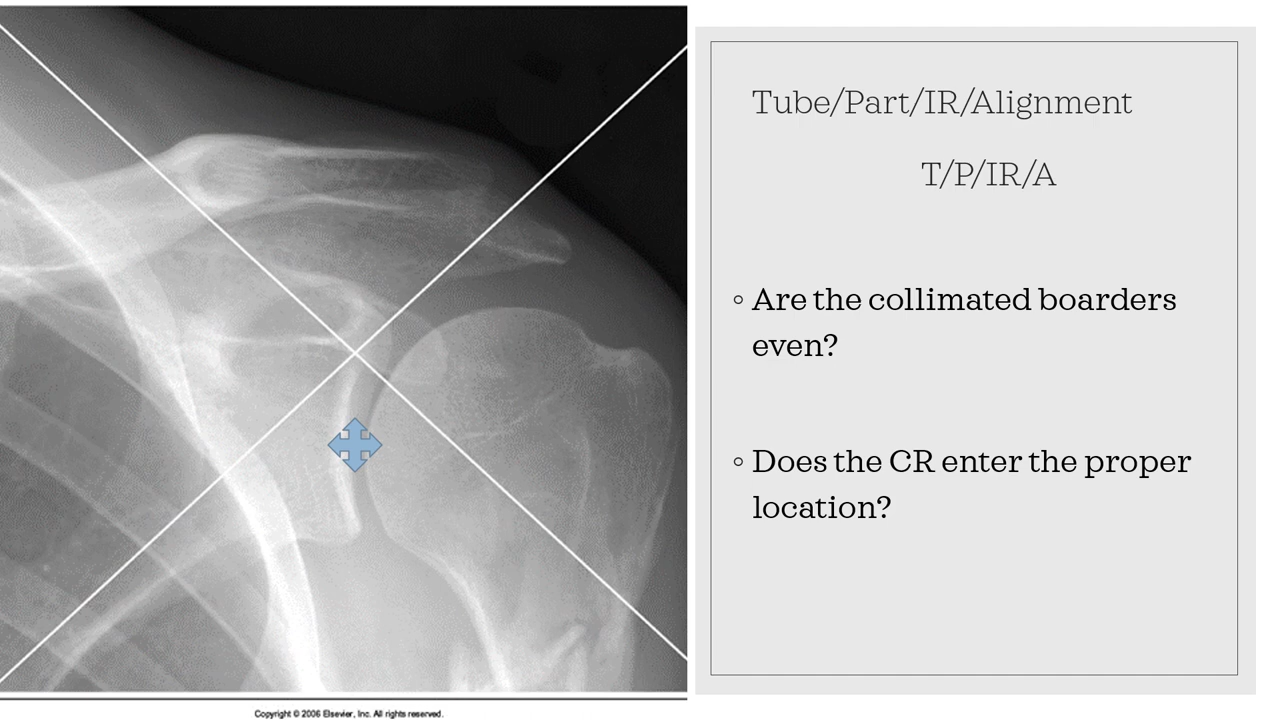 Tube/Part/IR/Alignment
T/P/IR/A
◦ Are the collimated boarders
even?
◦ Does the CR enter the proper
location?
Copyright © 2006 Elsevier, Inc. All rights reserved.